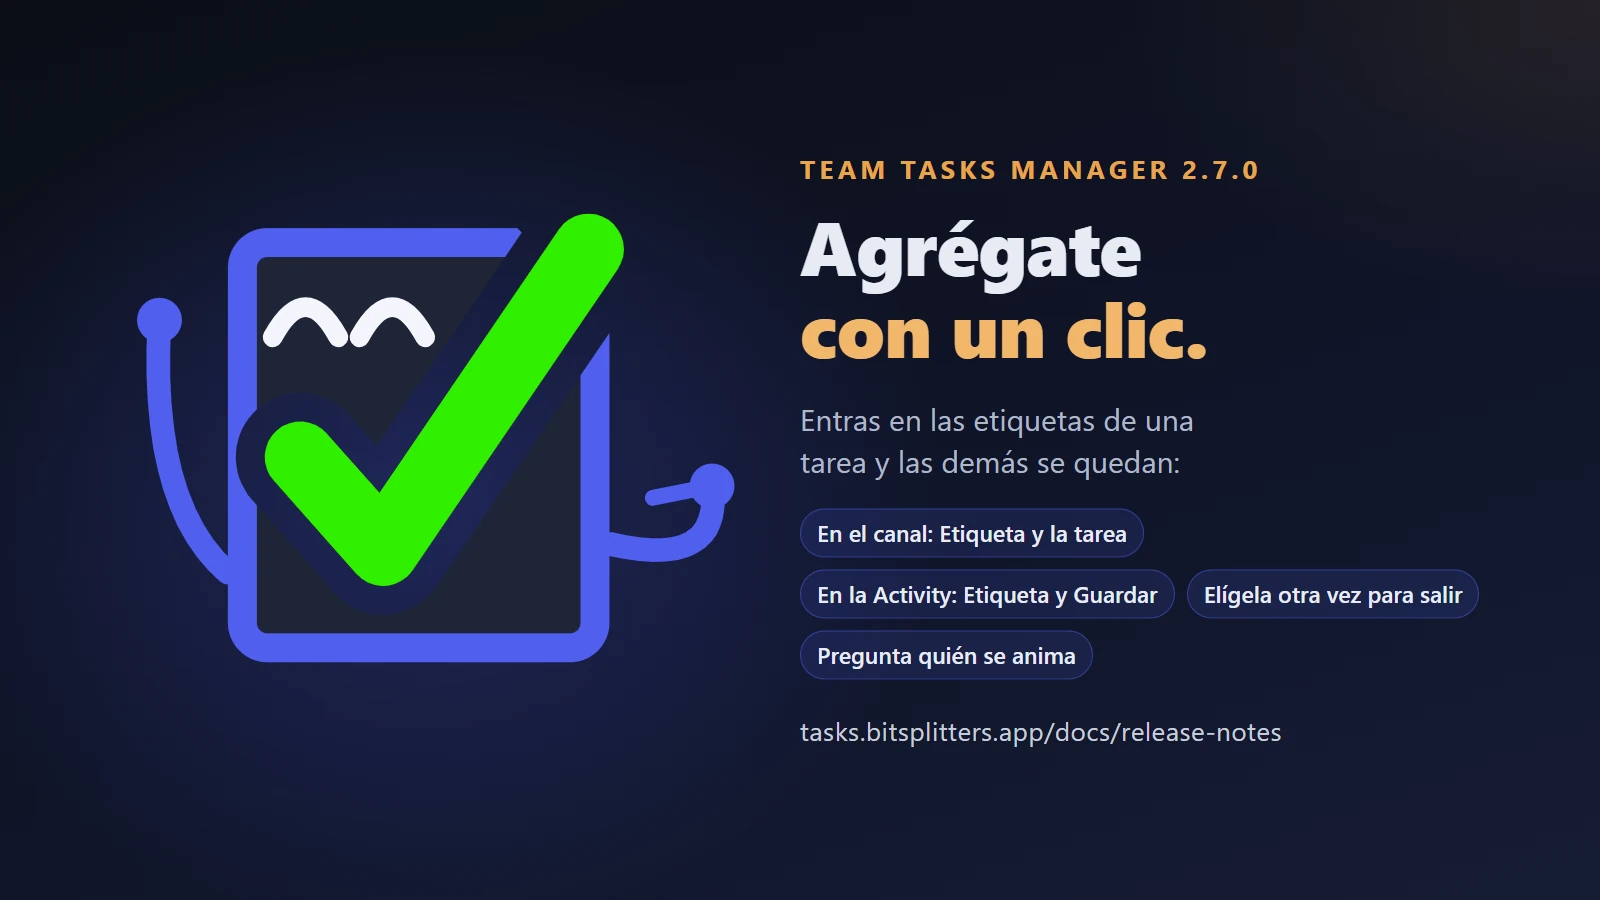 TEAM TASKS MANAGER 2.7.0
Agrégate
con un clic.
Entras en las etiquetas de una
tarea y las demás se quedan:
En el canal: Etiqueta y la tarea
En la Activity: Etiqueta y Guardar
Elígela otra vez para salir
Pregunta quién se anima
tasks.bitsplitters.app/docs/release-notes